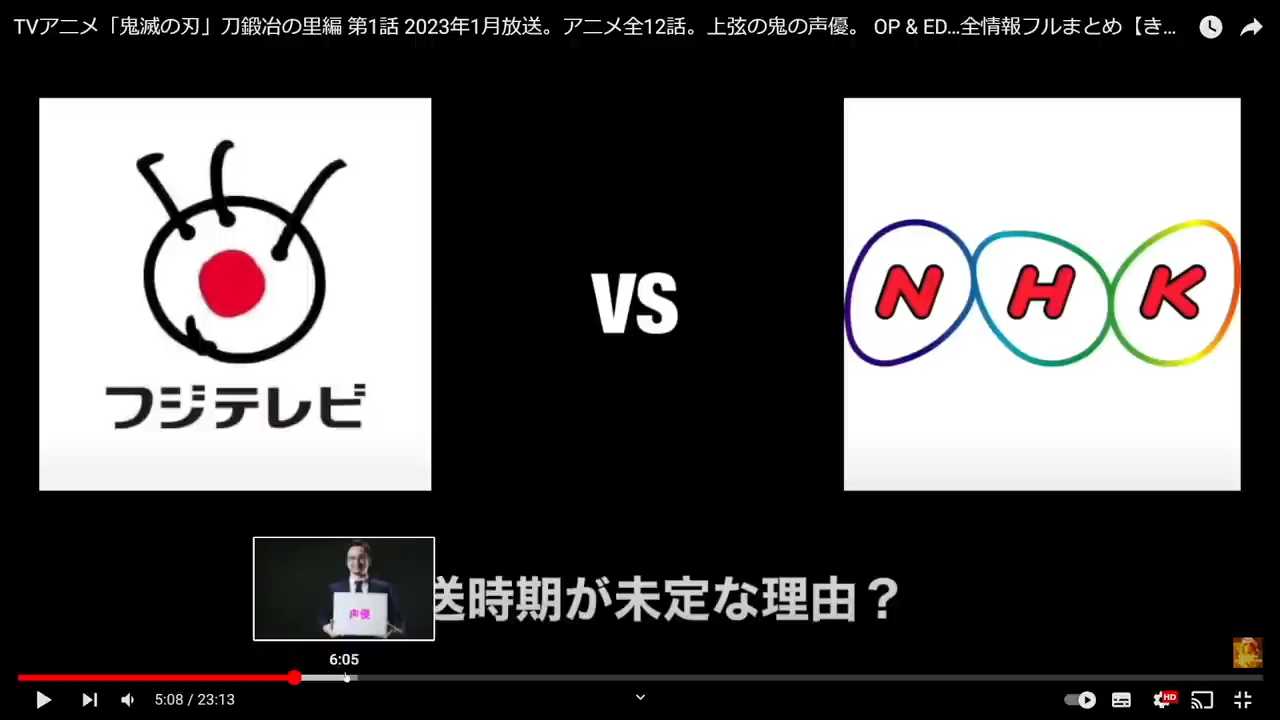 TVアニメ「鬼滅の刃」刀鍛冶の里編 第1話 2023年1月放送。アニメ全12話。上弦の鬼の声優。 OP & ED...全情報フルまとめ【き...
フジテレビ
VS
NHK
声優
送時期が未定な理由？
6:05
5:08 / 23:13
HD